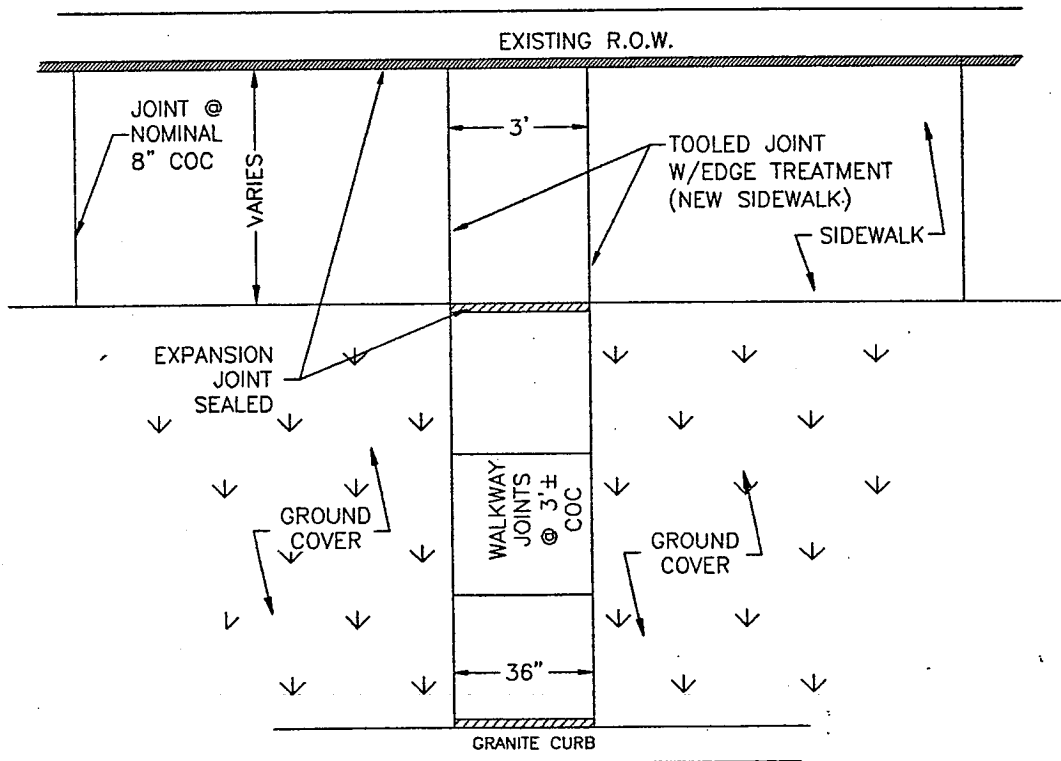 EXISTING R.O.W.
JOINT @
NOMINAL
8" COC
VARIES
3'
TOOLED JOINT
W/EDGE TREATMENT
(NEW SIDEWALK.)
SIDEWALK
EXPANSION
JOINT
SEALED
WALKWAY
JOINTS
@ 3'±
COC
GROUND
COVER
GROUND
COVER
36"
GRANITE CURB